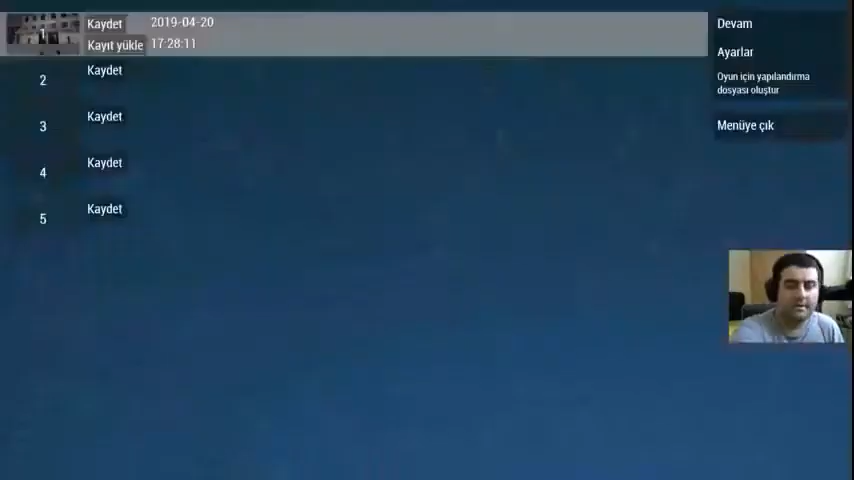 1
Kaydet
2019-04-20
Kayıt yükle
17:28:11
2
Kaydet
3
Kaydet
4
Kaydet
5
Kaydet
Devam
Ayarlar
Oyun için yapılandırma
dosyası oluştur
Menüye çık